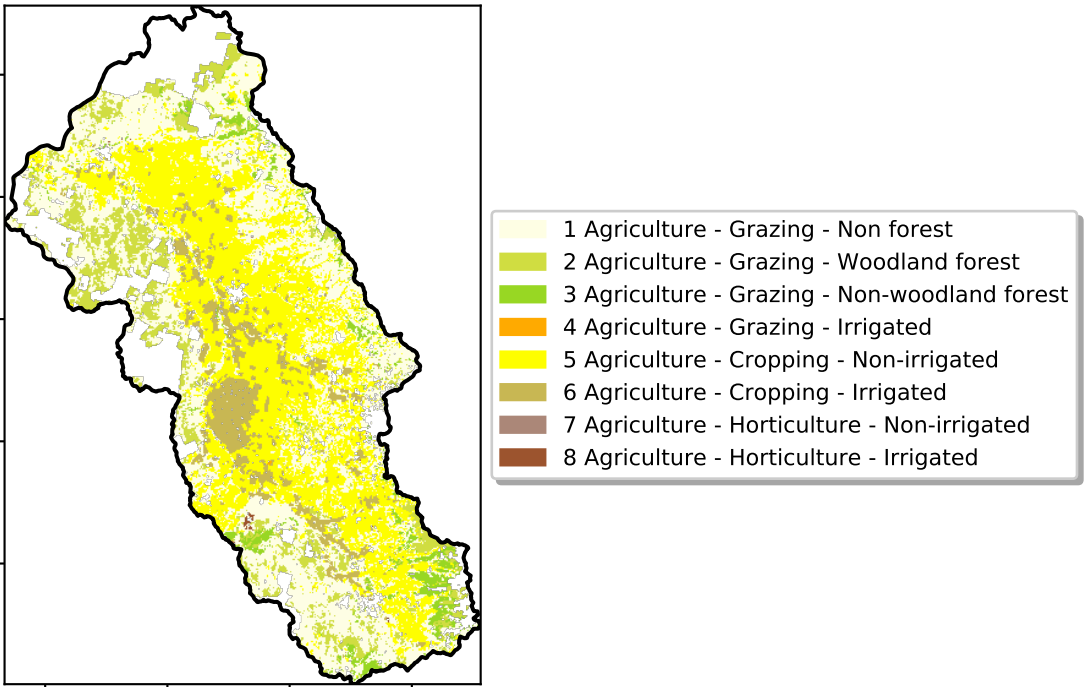 1 Agriculture - Grazing - Non forest
2 Agriculture - Grazing - Woodland forest
3 Agriculture - Grazing - Non-woodland forest
4 Agriculture - Grazing - Irrigated
5 Agriculture - Cropping - Non-irrigated
6 Agriculture - Cropping - Irrigated
7 Agriculture - Horticulture - Non-irrigated
8 Agriculture - Horticulture - Irrigated